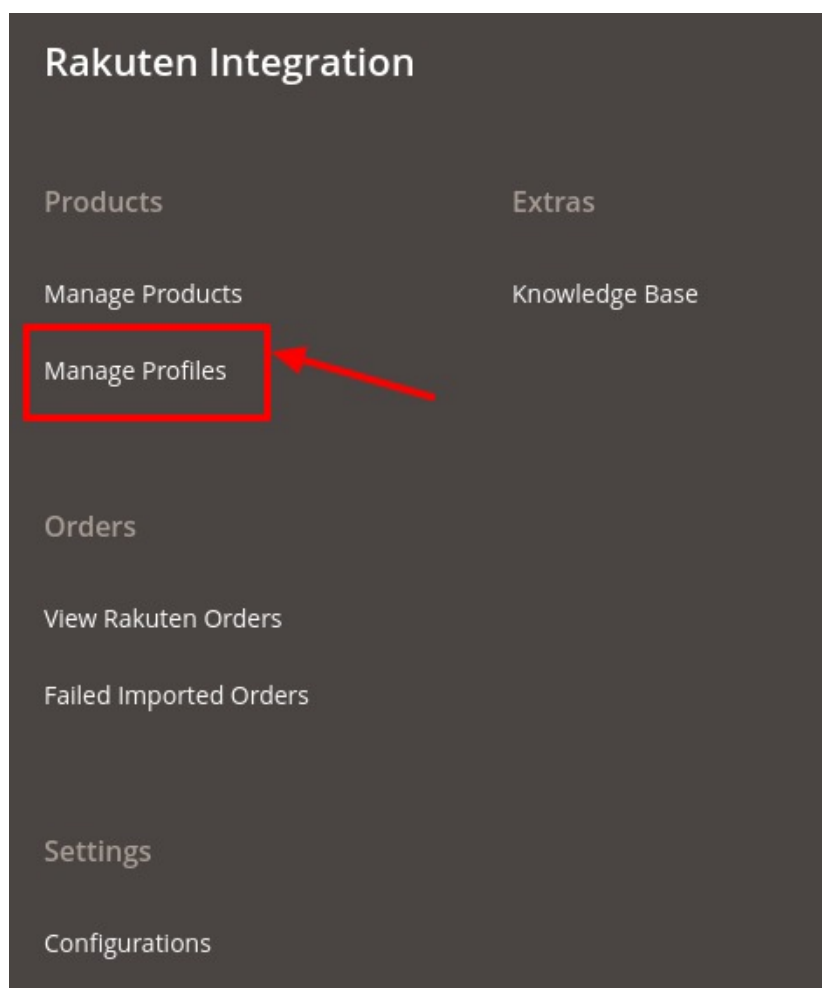 Rakuten Integration
Products
Manage Products
Manage Profiles
Orders
View Rakuten Orders
Failed Imported Orders
Settings
Configurations
Extras
Knowledge Base